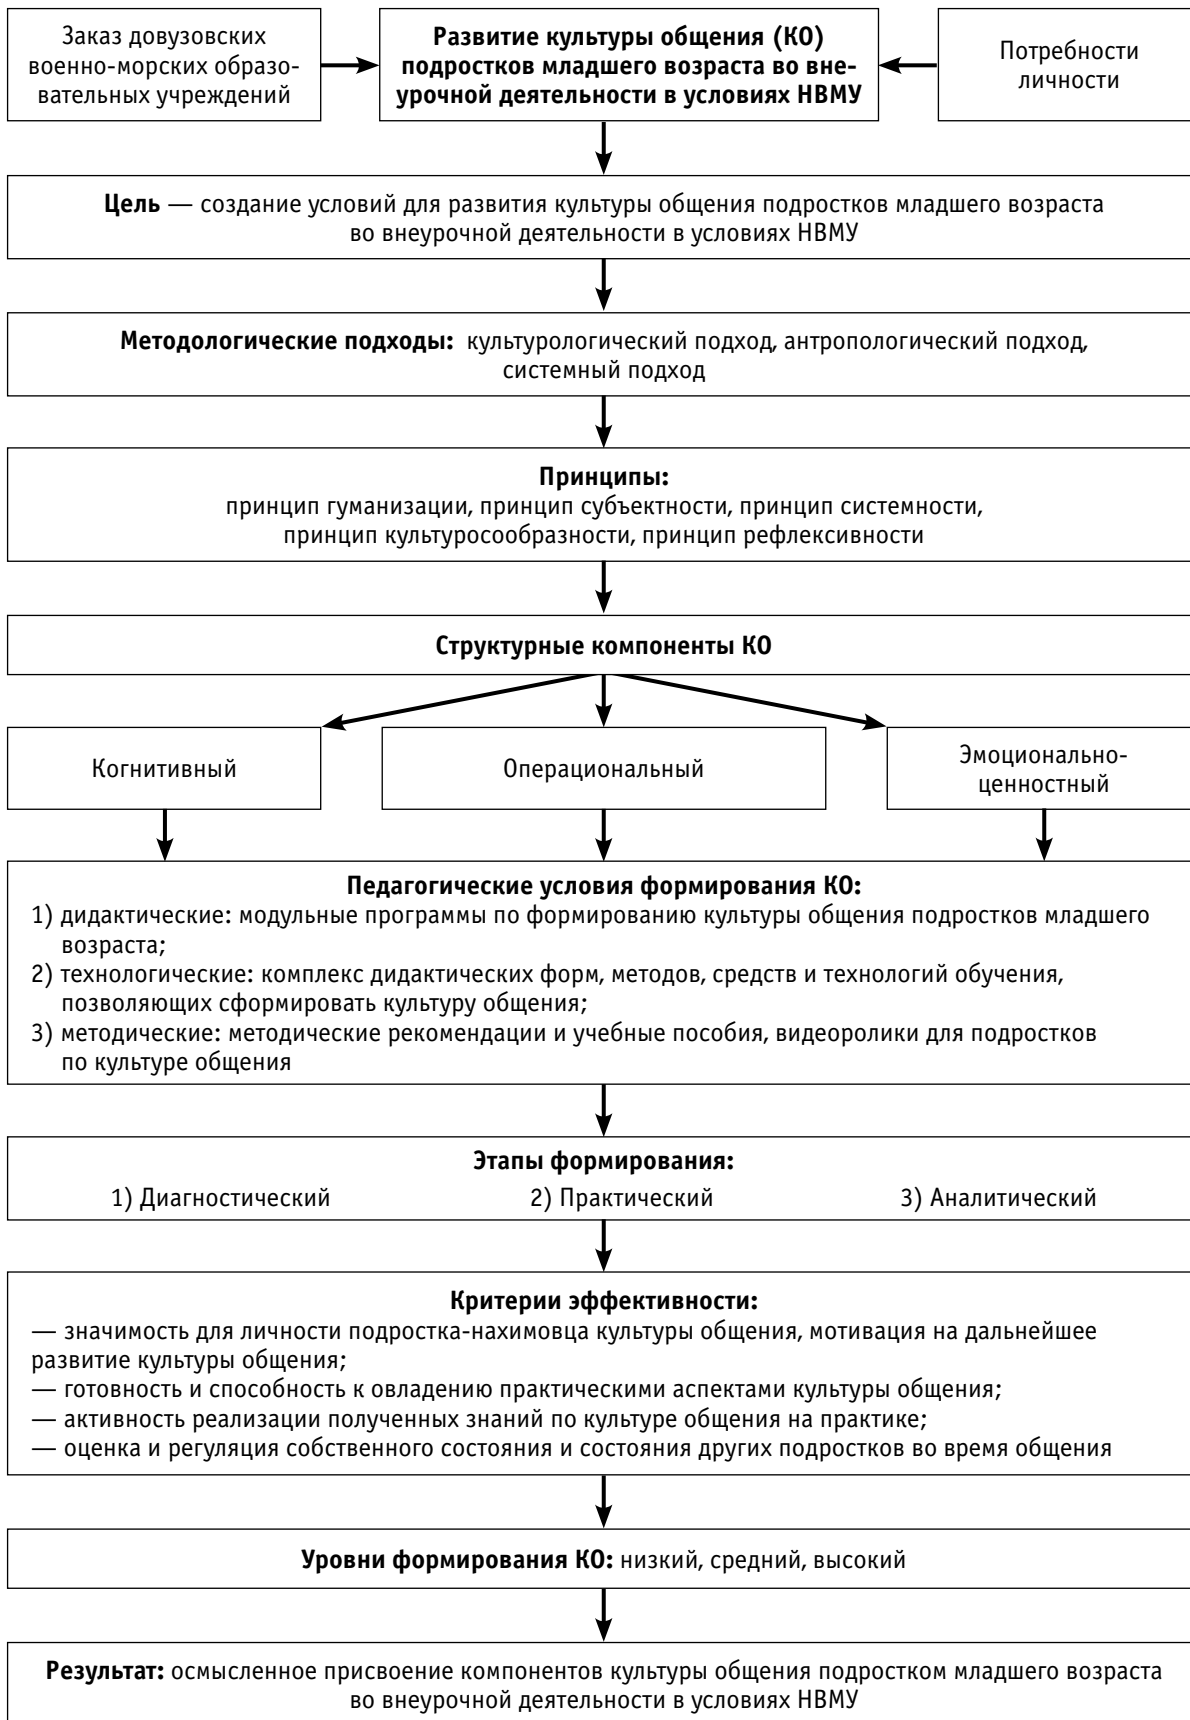 Заказ довузовских
военно-морских образо-
вательных учреждений
Развитие культуры общения (КО)
подростков младшего возраста во вне-
урочной деятельности в условиях НВМУ
Потребности
личности
Цель — создание условий для развития культуры общения подростков младшего возраста
во внеурочной деятельности в условиях НВМУ
Методологические подходы: культурологический подход, антропологический подход,
системный подход
Принципы:
принцип гуманизации, принцип субъектности, принцип системности,
принцип культуросообразности, принцип рефлексивности
Структурные компоненты КО
Когнитивный
Операциональный
Эмоционально-
ценностный
Педагогические условия формирования КО:
1) дидактические: модульные программы по формированию культуры общения подростков младшего
возраста;
2) технологические: комплекс дидактических форм, методов, средств и технологий обучения,
позволяющих сформировать культуру общения;
3) методические: методические рекомендации и учебные пособия, видеоролики для подростков
по культуре общения
Этапы формирования:
1) Диагностический 2) Практический 3) Аналитический
Критерии эффективности:
— значимость для личности подростка-нахимовца культуры общения, мотивация на дальнейшее
развитие культуры общения;
— готовность и способность к овладению практическими аспектами культуры общения;
— активность реализации полученных знаний по культуре общения на практике;
— оценка и регуляция собственного состояния и состояния других подростков во время общения
Уровни формирования КО: низкий, средний, высокий
Результат: осмысленное присвоение компонентов культуры общения подростком младшего возраста
во внеурочной деятельности в условиях НВМУ